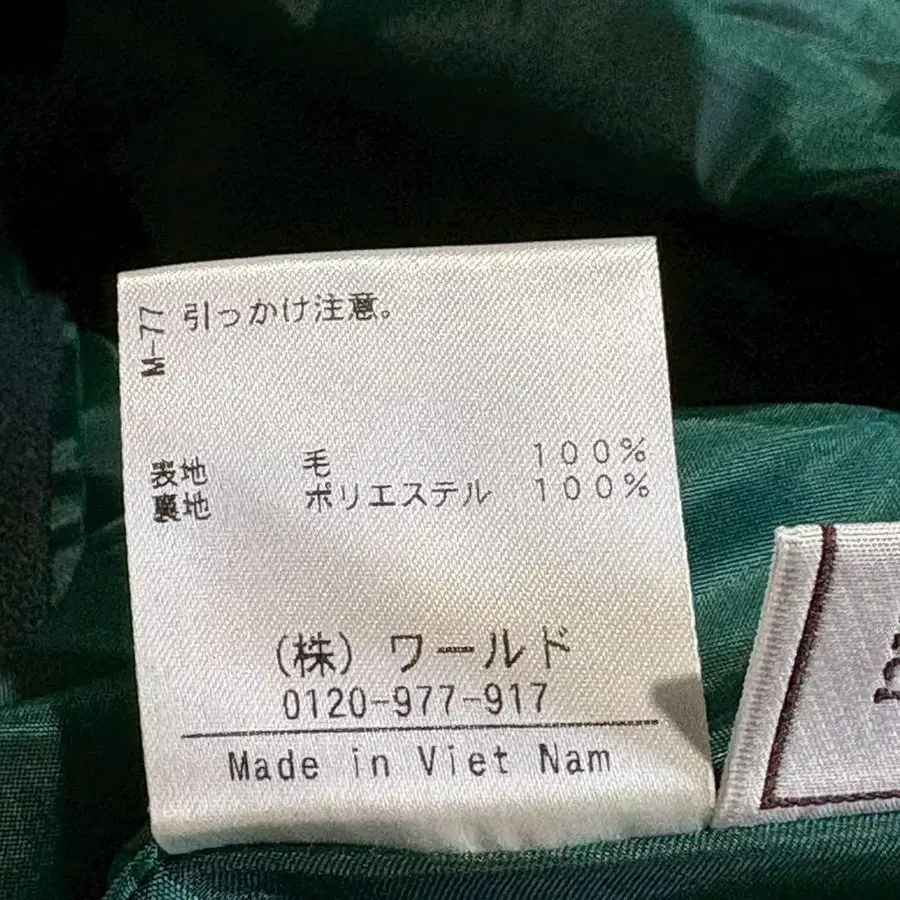 M-77
引っかけ注意。
表地 毛 100%
裏地 ポリエステル 100%
(株) ワールド
0120-977-917
Made in Viet Nam